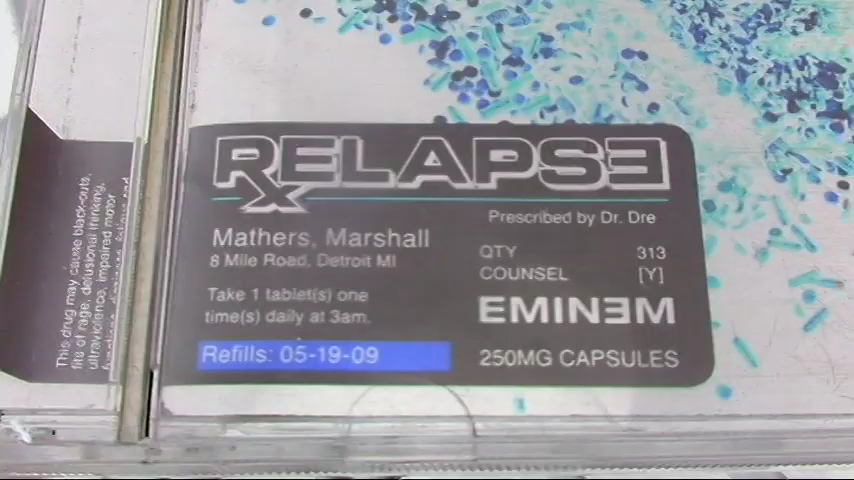 RELAPSE
Prescribed by Dr. Dre
Mathers, Marshall
8 Mile Road, Detroit MI
QTY 313
COUNSEL [Y]
Take 1 tablet(s) one
time(s) daily at 3am.
EMINEM
Refills: 05-19-09
250MG CAPSULES
This drug may cause black-outs,
fits of rage, delusional thinking,
ultraviolence, impaired motor